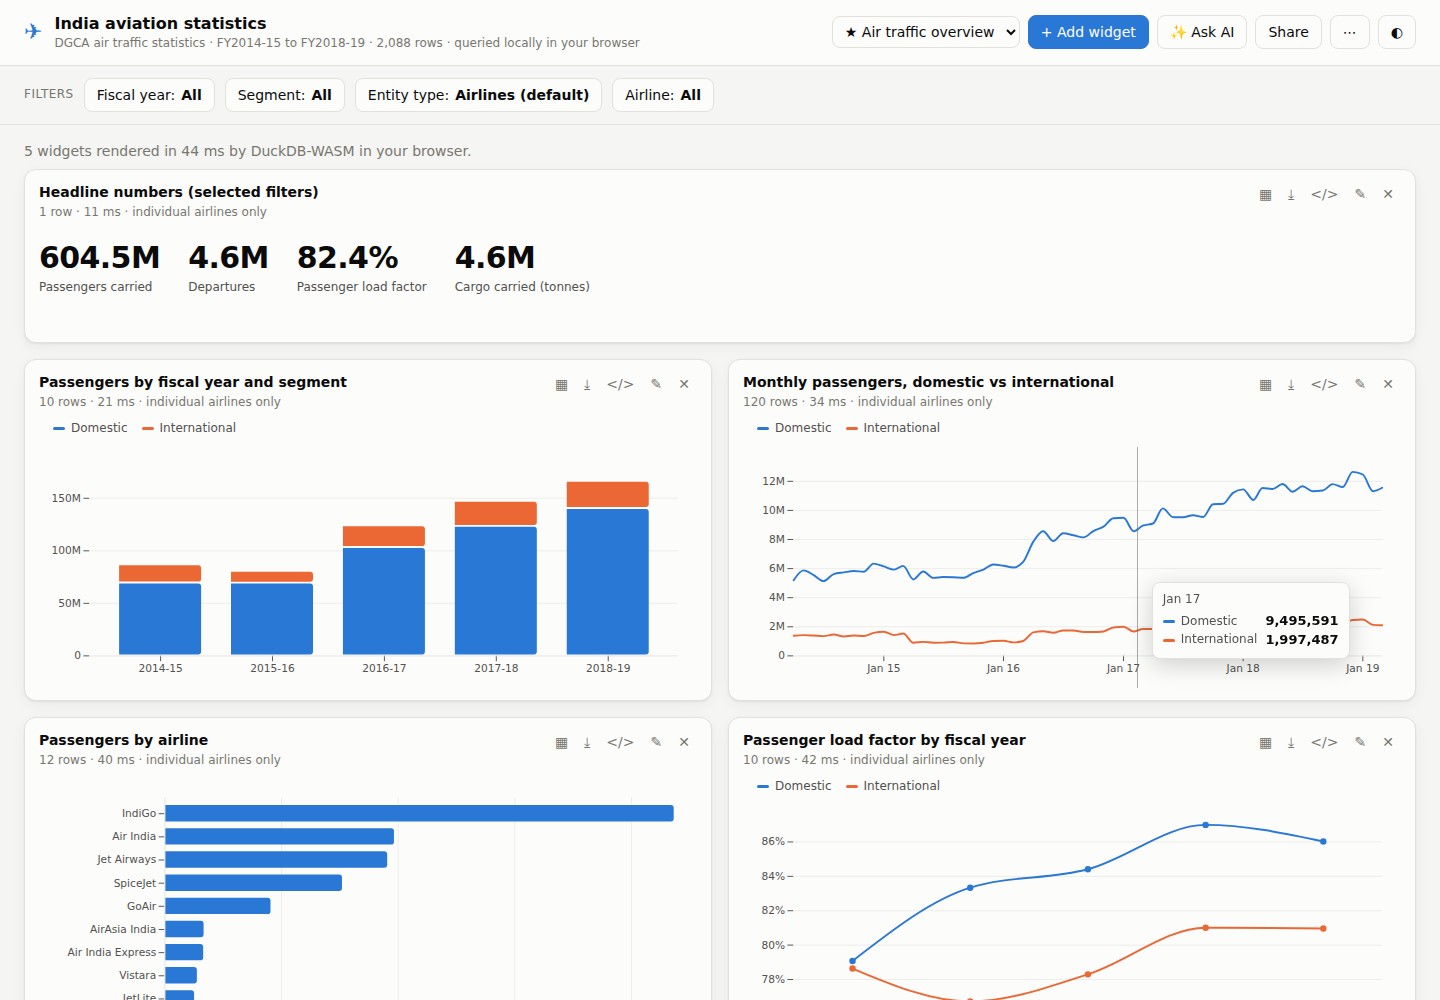 India aviation statistics
DGCA air traffic statistics · FY2014-15 to FY2018-19 · 2,088 rows · queried locally in your browser
★ Air traffic overview
+ Add widget
✨ Ask AI
Share
⋯
FILTERS
Fiscal year: All
Segment: All
Entity type: Airlines (default)
Airline: All
5 widgets rendered in 44 ms by DuckDB-WASM in your browser.
Headline numbers (selected filters)
1 row · 11 ms · individual airlines only
</>
604.5M 4.6M 82.4% 4.6M
Passengers carried Departures Passenger load factor Cargo carried (tonnes)
Passengers by fiscal year and segment
</>
10 rows · 21 ms · individual airlines only
Domestic International
150M
100M
50M
0
2014-15 2015-16 2016-17 2017-18 2018-19
Monthly passengers, domestic vs international
</>
120 rows · 34 ms · individual airlines only
Domestic International
12M
10M
8M
6M
4M
2M
0
Jan 15 Jan 16 Jan 17 Jan 18 Jan 19
Jan 17
Domestic 9,495,591
International 1,997,487
Passengers by airline
</>
12 rows · 40 ms · individual airlines only
IndiGo
Air India
Jet Airways
SpiceJet
GoAir
AirAsia India
Air India Express
Vistara
JetLite
Passenger load factor by fiscal year
</>
10 rows · 42 ms · individual airlines only
Domestic International
86%
84%
82%
80%
78%